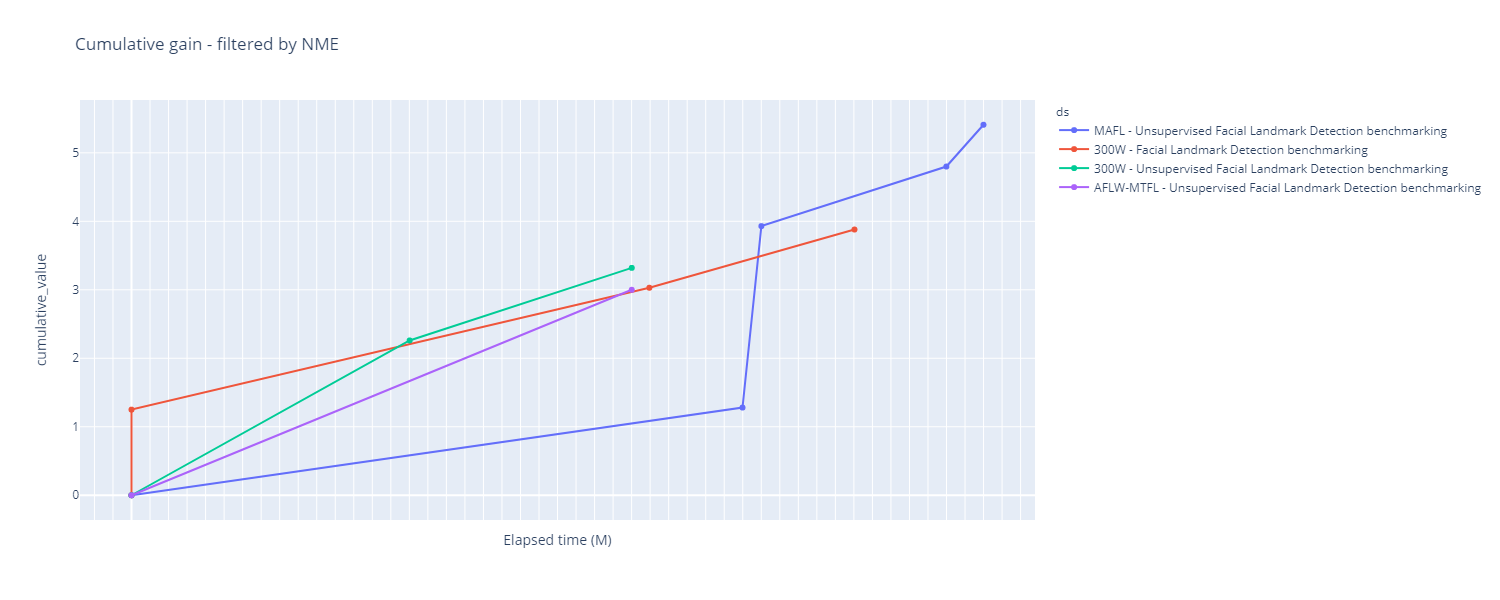 Cumulative gain - filtered by NME
ds
MAFL - Unsupervised Facial Landmark Detection benchmarking
300W - Facial Landmark Detection benchmarking
300W - Unsupervised Facial Landmark Detection benchmarking
AFLW-MTFL - Unsupervised Facial Landmark Detection benchmarking
5
4
3
2
1
0
cumulative_value
Elapsed time (M)